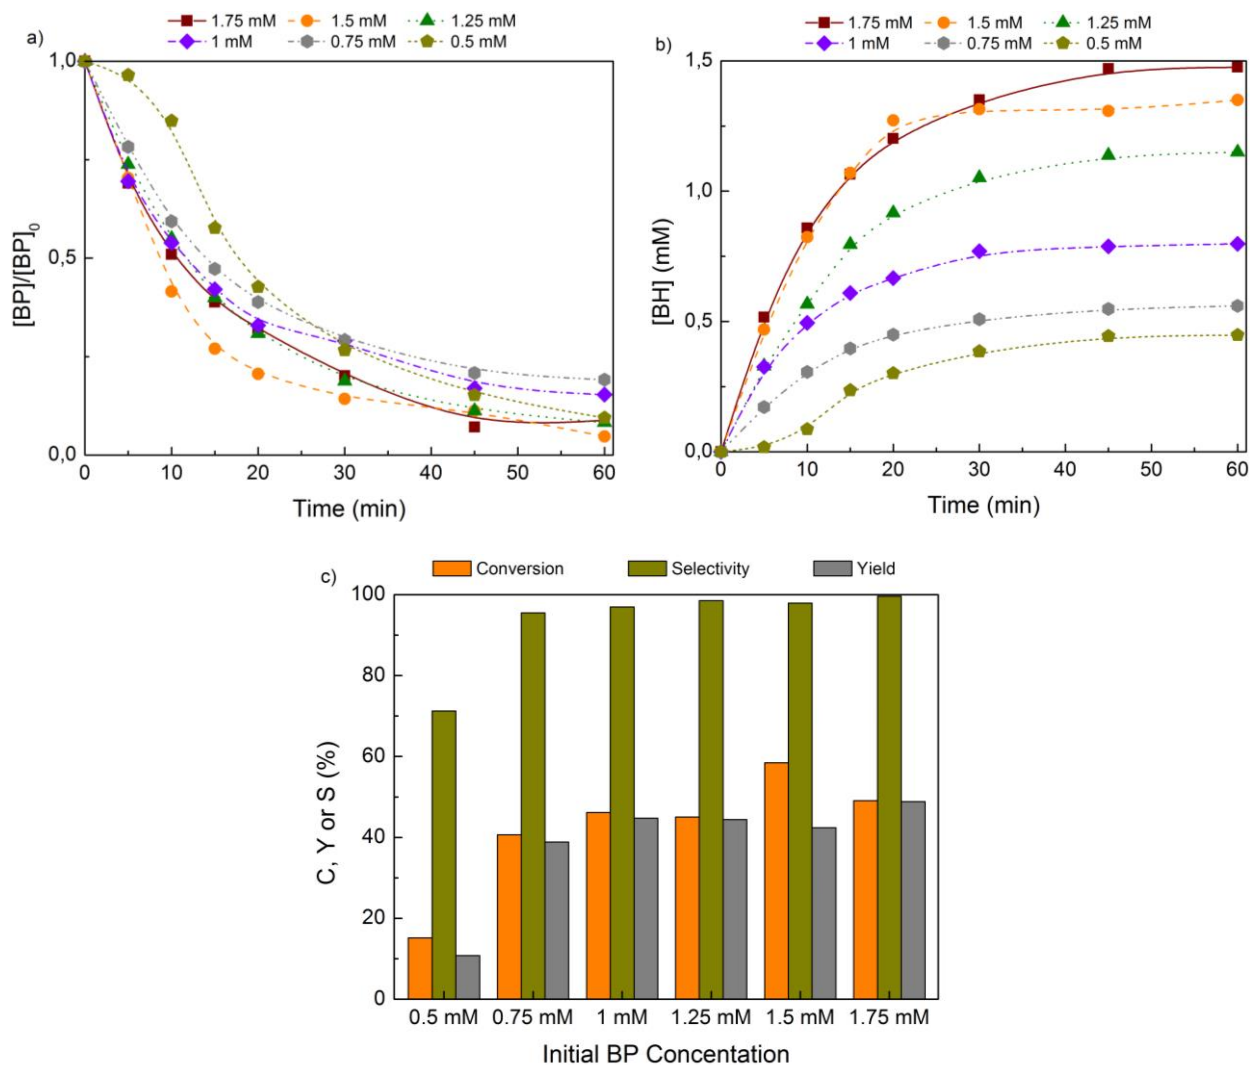 a)
1.75 mM 1.5 mM 1.25 mM
1 mM 0.75 mM 0.5 mM
1,0
0,5
0,0
[BP]/[BP]0
0 10 20 30 40 50 60
Time (min)
b)
1.75 mM 1.5 mM 1.25 mM
1 mM 0.75 mM 0.5 mM
1,5
1,0
0,5
0,0
[BH] (mM)
0 10 20 30 40 50 60
Time (min)
c)
Conversion Selectivity Yield
100
80
60
40
20
0
C, Y or S (%)
0.5 mM 0.75 mM 1 mM 1.25 mM 1.5 mM 1.75 mM
Initial BP Concentation